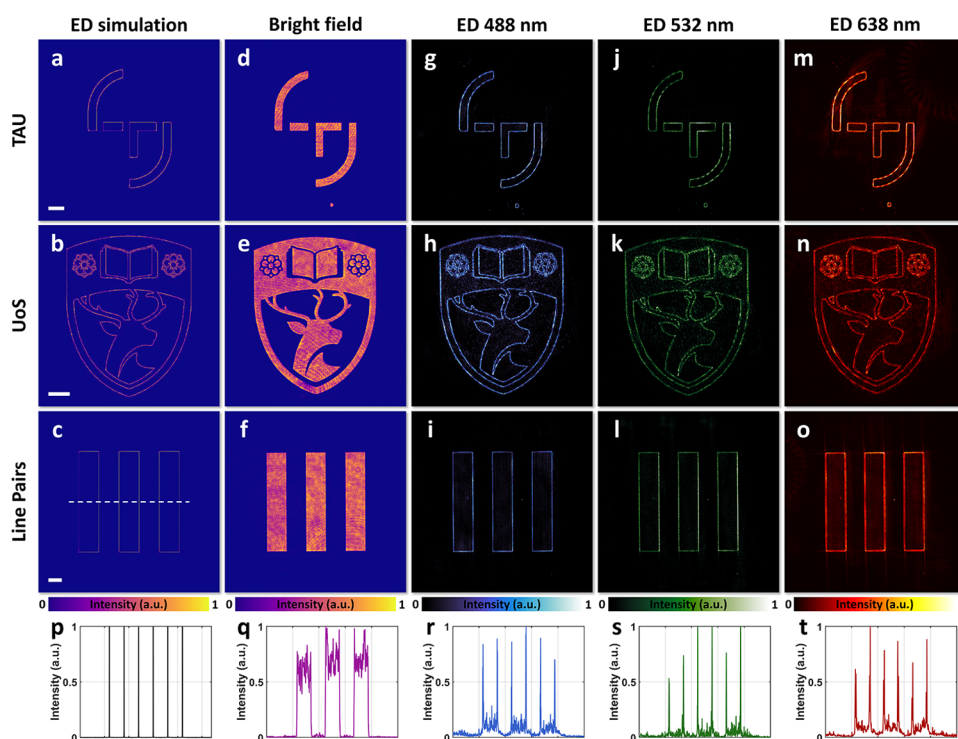 ED simulation Bright field ED 488 nm ED 532 nm ED 638 nm
TAU
a d g j m
UoS
b e h k n
Line Pairs
c f i l o
0 Intensity (a.u.) 1 0 Intensity (a.u.) 1 0 Intensity (a.u.) 1 0 Intensity (a.u.) 1 0 Intensity (a.u.) 1
p q r s t
1 1 1 1 1
Intensity (a.u.) Intensity (a.u.) Intensity (a.u.) Intensity (a.u.) Intensity (a.u.)
0.5 0.5 0.5 0.5 0.5
0 0 0 0 0